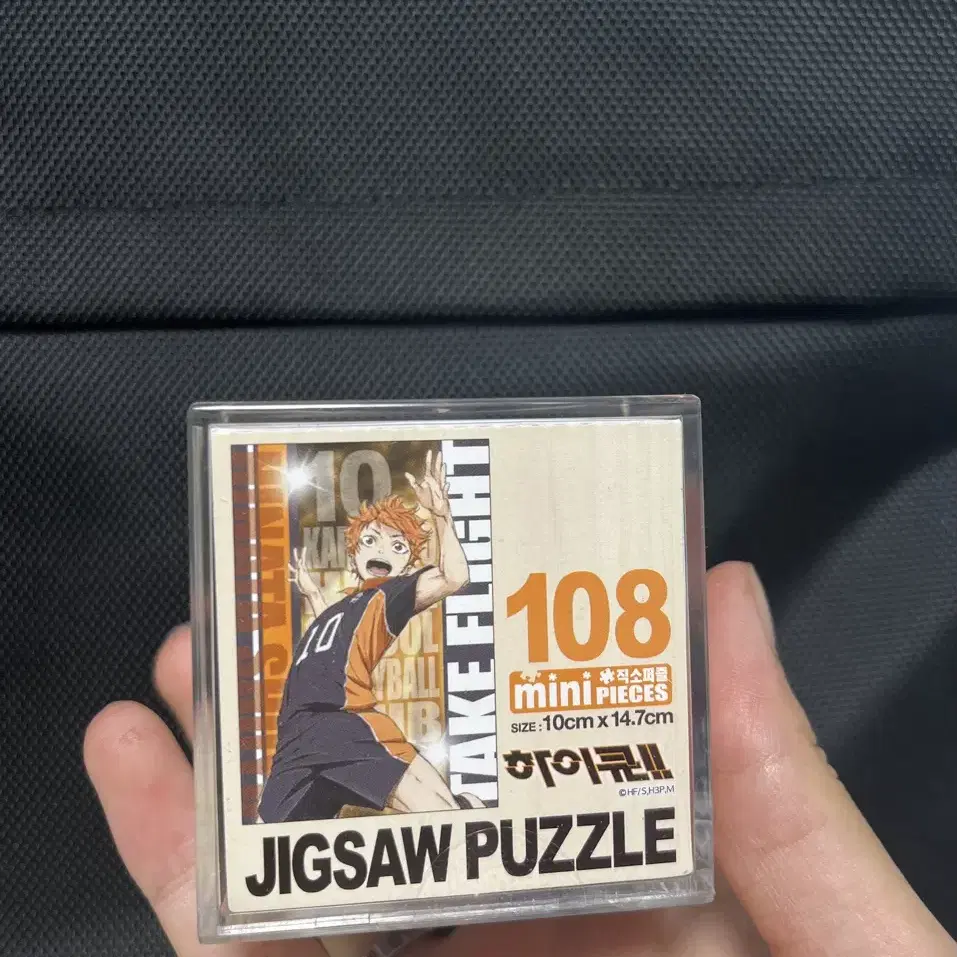 10
10
TAKE FLIGHT
108
mini 직소퍼즐
PIECES
SIZE : 10cm x 14.7cm
하이큐!!
©HF/S,H3P,M
JIGSAW PUZZLE